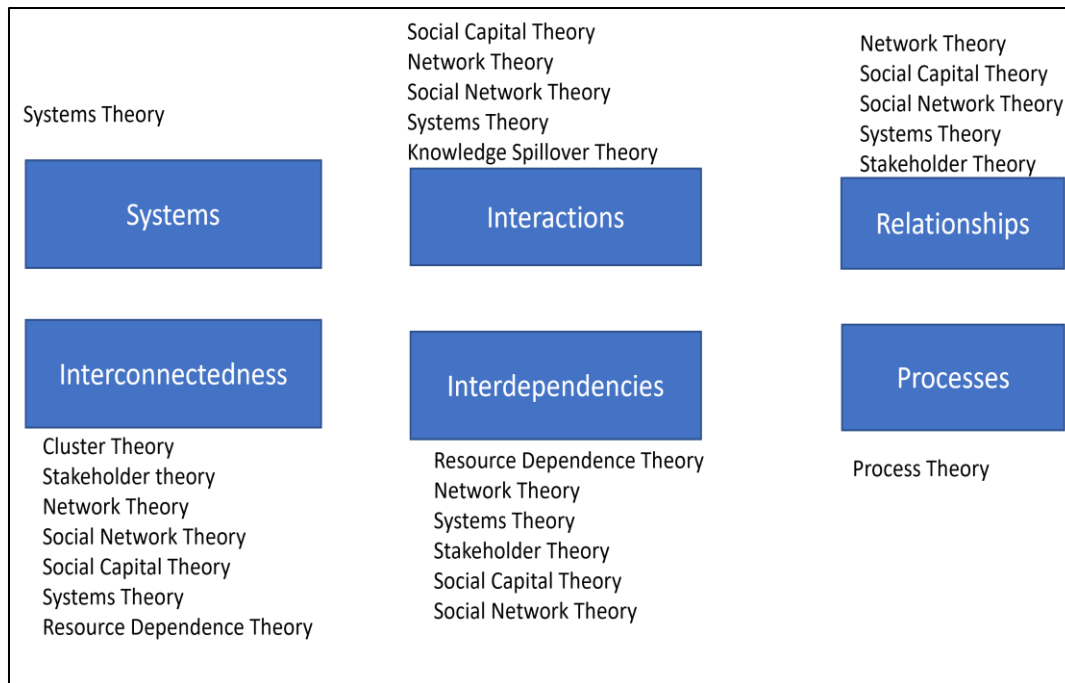 Systems Theory
Systems
Social Capital Theory
Network Theory
Social Network Theory
Systems Theory
Knowledge Spillover Theory
Interactions
Network Theory
Social Capital Theory
Social Network Theory
Systems Theory
Stakeholder Theory
Relationships
Interconnectedness
Cluster Theory
Stakeholder theory
Network Theory
Social Network Theory
Social Capital Theory
Systems Theory
Resource Dependence Theory
Interdependencies
Resource Dependence Theory
Network Theory
Systems Theory
Stakeholder Theory
Social Capital Theory
Social Network Theory
Processes
Process Theory